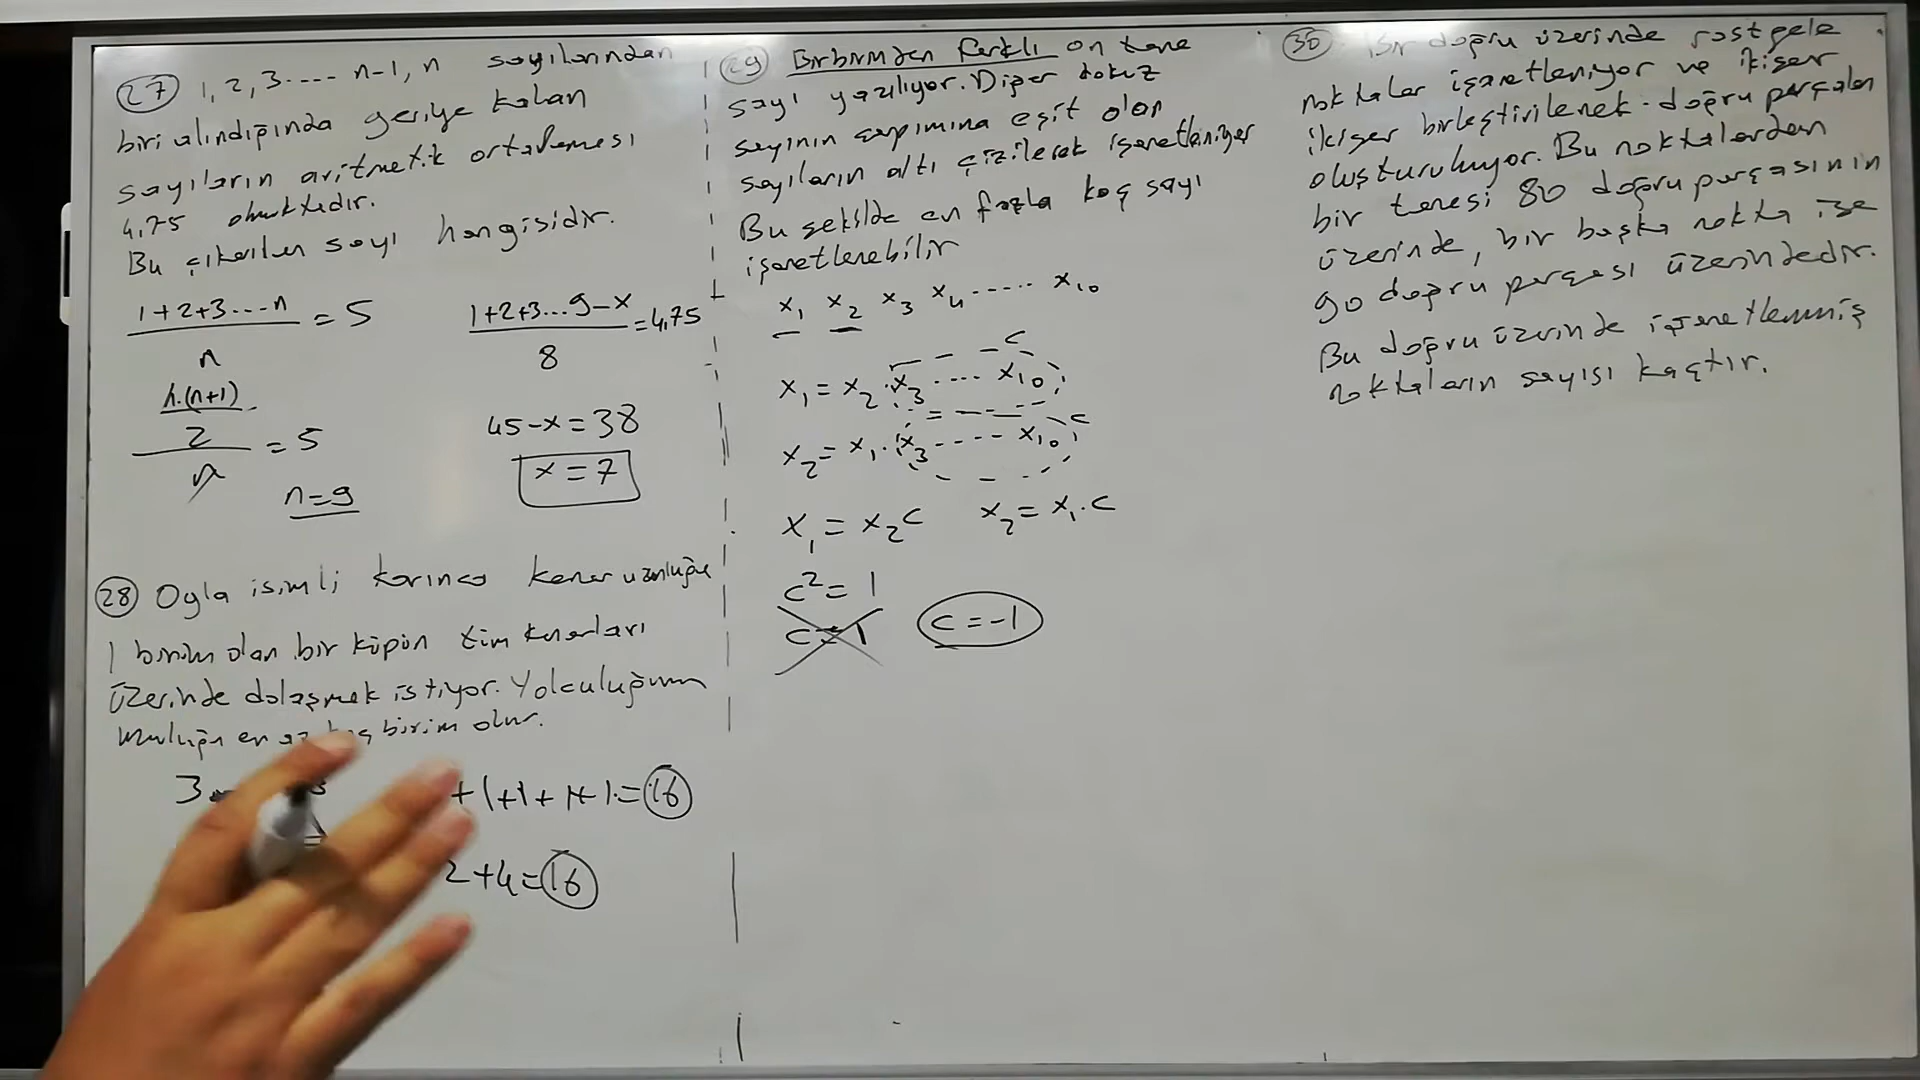 27 1, 2, 3 .... n-1, n sayılarından
biri alındığında geriye kalan
sayıların aritmetik ortalaması
4,75 olmaktadır.
Bu çıkarılan sayı hangisidir.
1+2+3...n
= 5
n
n.(n+1)
2
= 5
n
n=9
1+2+3...9-x
=4,75
8
45-x=38
x=7
28 Oyla isimli karınca kenar uzunluğu
1 birim olan bir küpün tüm kenarları
üzerinde dolaşmak istiyor. Yolculuğunun
uzunluğu en az birim olur.
3
+1+1+1+1=16
2+4=16
29 Birbirinden farklı on tane
sayı yazılıyor. Diğer dokuz
sayının çarpımına eşit olan
sayıların altı çizilerek işaretleniyor
Bu şekilde en fazla kaç sayı
işaretlenebilir
x1 x2 x3 x4 ..... x10
c
x1 = x2 . x3 .... x10
= c
x2 = x1 . x3 ---- x10
x1 = x2 c x2 = x1 . c
c² = 1
c = 1 c = -1
30 Bir doğru üzerinde rastgele
noktalar işaretleniyor ve ikişer
ikişer birleştirilerek doğru parçaları
oluşturuluyor. Bu noktalardan
bir tanesi 80 doğru parçasının
üzerinde, bir başka nokta ise
90 doğru parçası üzerindedir.
Bu doğru üzerinde işaretlenmiş
noktaların sayısı kaçtır.